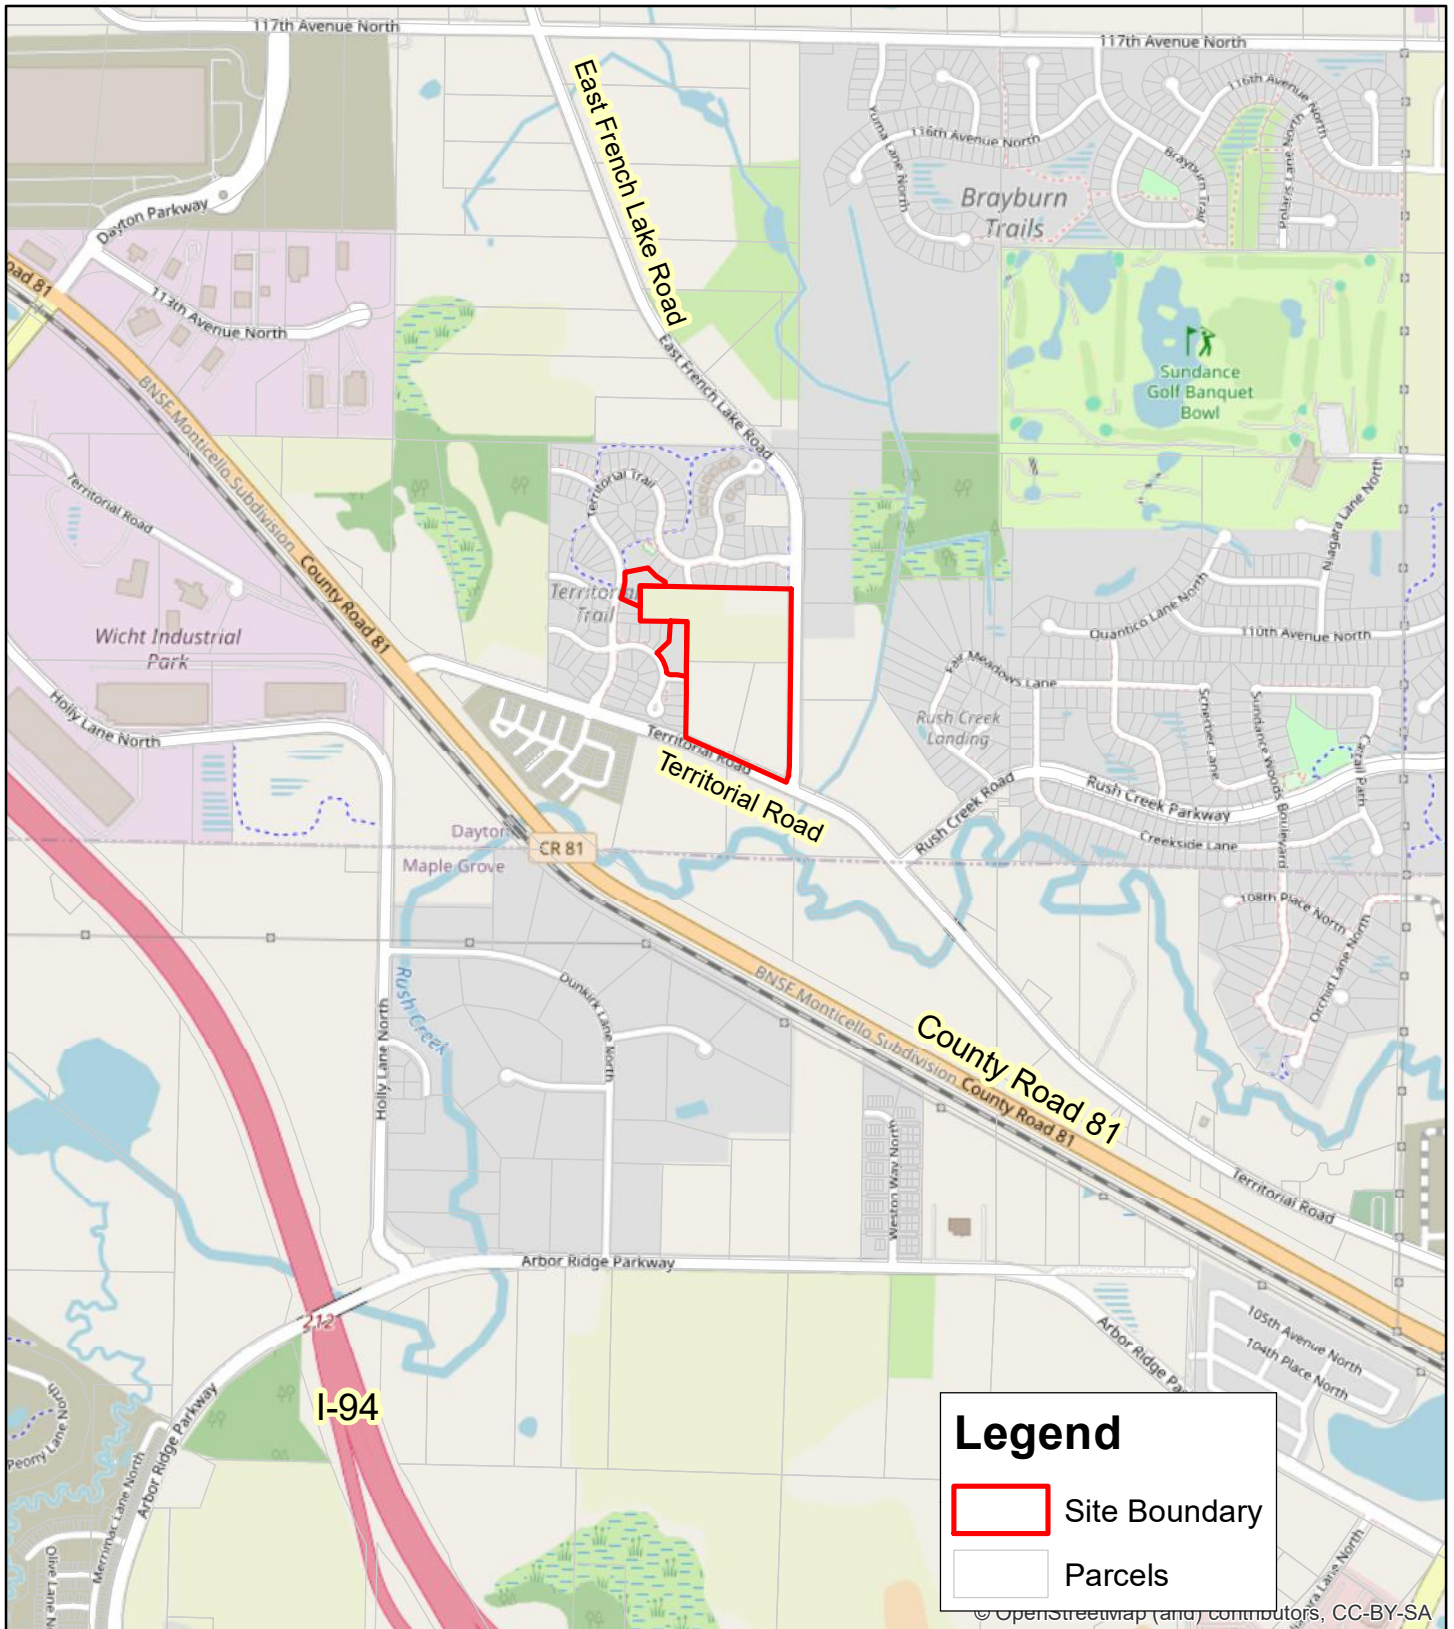 117th Avenue North
117th Avenue North
East French Lake Road
116th Avenue North
Yuma Lane North
116th Avenue North
Brayburn Trail
Polaris Lane North
Brayburn
Trails
Dayton Parkway
oad 81
113th Avenue North
East French Lake Road
Sundance
Golf Banquet
Bowl
BNSF Monticello Subdivision
Territorial Road
Territorial Trail
Niagara Lane North
County Road 81
Territorial
Trail
Quantico Lane North
110th Avenue North
Wicht Industrial
Park
Fair Meadows Lane
Holly Lane North
Rush Creek
Landing
Schermer Lane
Sundance Woods Boulevard
Cattail Path
Territorial Road
Territorial Road
Rush Creek Road
Rush Creek Parkway
Creekside Lane
Dayton
Maple Grove
CR 81
108th Place North
Orchid Lane North
Rush Creek
Dunkirk Lane North
Holly Lane North
BNSF Monticello Subdivision
County Road 81
County Road 81
Weston Way North
Territorial Road
Arbor Ridge Parkway
212
I-94
Arbor Ridge Pa
105th Avenue North
104th Place North
Peony Lane North
Arbor Ridge Parkway
Merrimac Lane North
Olive Lane N
Legend
Site Boundary
Parcels
ara Lane North
© OpenStreetMap (and) contributors, CC-BY-SA